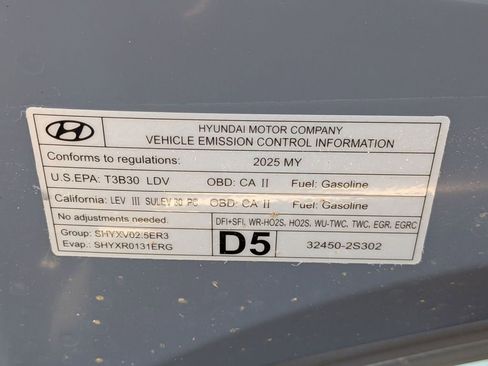 HYUNDAI MOTOR COMPANY
VEHICLE EMISSION CONTROL INFORMATION
Conforms to regulations: 2025 MY
U.S.EPA: T3B30 LDV OBD: CA II Fuel: Gasoline
California: LEV III SULEV 30 PC OBD: CA II Fuel: Gasoline
No adjustments needed. DFI+SFI, WR-HO2S, HO2S, WU-TWC, TWC, EGR, EGRC
Group: SHYXV02.5ER3
Evap.: SHYXR0131ERG
D5 32450-2S302